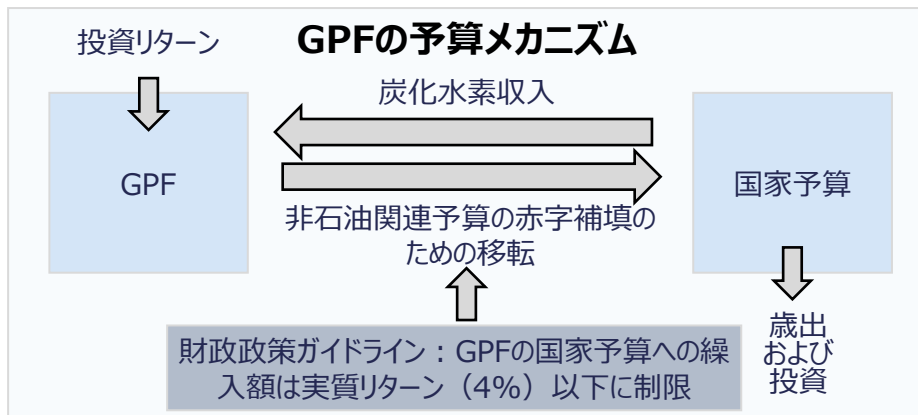 GPFの予算メカニズム
投資リターン
炭化水素収入
GPF
国家予算
非石油関連予算の赤字補填の
ための移転
財政政策ガイドライン：GPFの国家予算への繰
入額は実質リターン（4%）以下に制限
歳出
および
投資